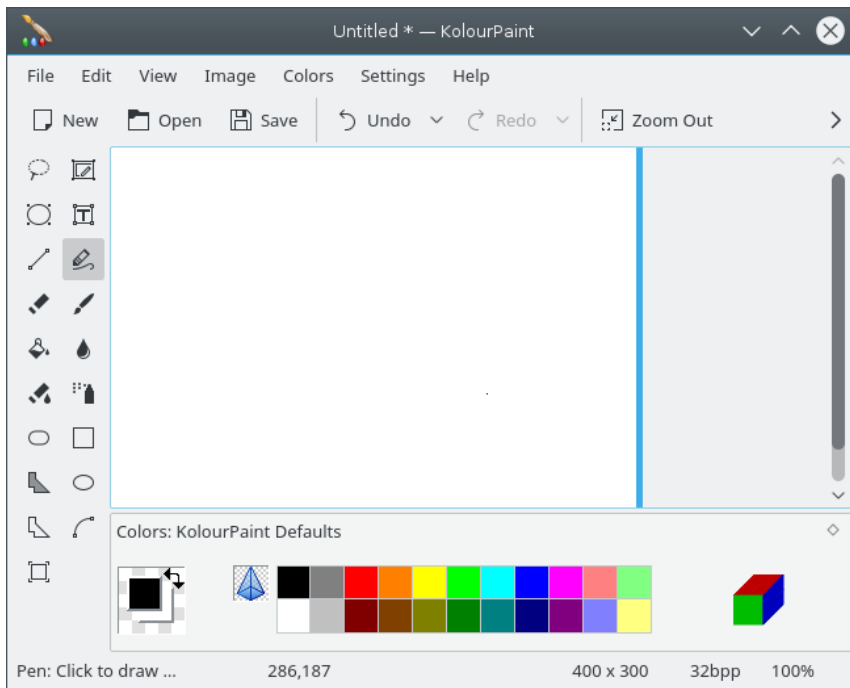 Untitled * — KolourPaint
File Edit View Image Colors Settings Help
New Open Save Undo Redo Zoom Out
T
Colors: KolourPaint Defaults
Pen: Click to draw ... 286,187 400 x 300 32bpp 100%